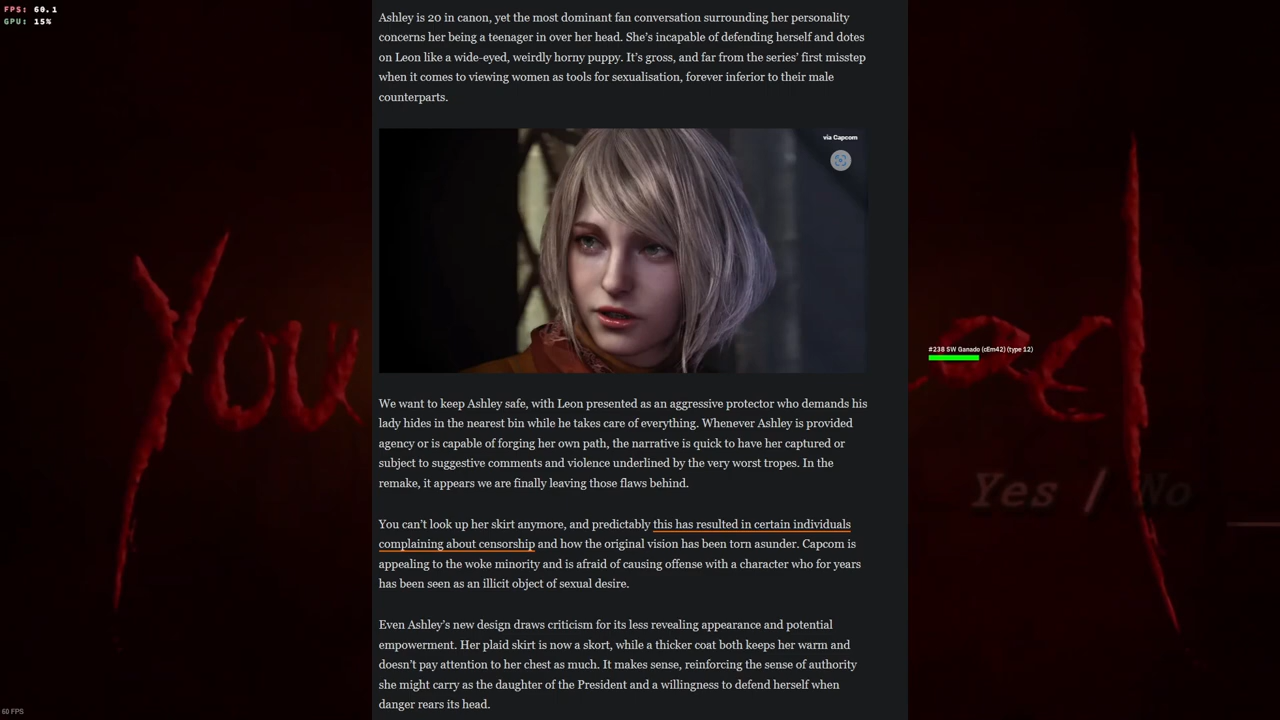 FPS: 60.1
GPU: 15%
Ashley is 20 in canon, yet the most dominant fan conversation surrounding her personality
concerns her being a teenager in over her head. She's incapable of defending herself and dotes
on Leon like a wide-eyed, weirdly horny puppy. It's gross, and far from the series' first misstep
when it comes to viewing women as tools for sexualisation, forever inferior to their male
counterparts.
via Capcom
You
#238 SW Ganado (cEm42) (type 12)
We want to keep Ashley safe, with Leon presented as an aggressive protector who demands his
lady hides in the nearest bin while he takes care of everything. Whenever Ashley is provided
agency or is capable of forging her own path, the narrative is quick to have her captured or
subject to suggestive comments and violence underlined by the very worst tropes. In the
remake, it appears we are finally leaving those flaws behind.
Yes / No
You can't look up her skirt anymore, and predictably this has resulted in certain individuals
complaining about censorship and how the original vision has been torn asunder. Capcom is
appealing to the woke minority and is afraid of causing offense with a character who for years
has been seen as an illicit object of sexual desire.
Even Ashley's new design draws criticism for its less revealing appearance and potential
empowerment. Her plaid skirt is now a skort, while a thicker coat both keeps her warm and
doesn't pay attention to her chest as much. It makes sense, reinforcing the sense of authority
she might carry as the daughter of the President and a willingness to defend herself when
danger rears its head.
60 FPS